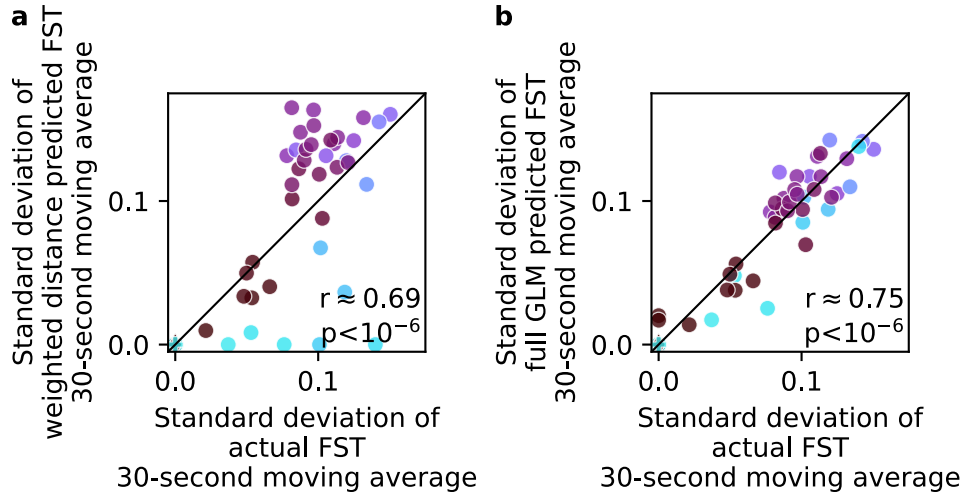 a
Standard deviation of
weighted distance predicted FST
30-second moving average
0.1
0.0
r≈0.69
p<10⁻⁶
0.0
0.1
Standard deviation of
actual FST
30-second moving average
b
Standard deviation of
full GLM predicted FST
30-second moving average
0.1
0.0
r≈0.75
p<10⁻⁶
0.0
0.1
Standard deviation of
actual FST
30-second moving average